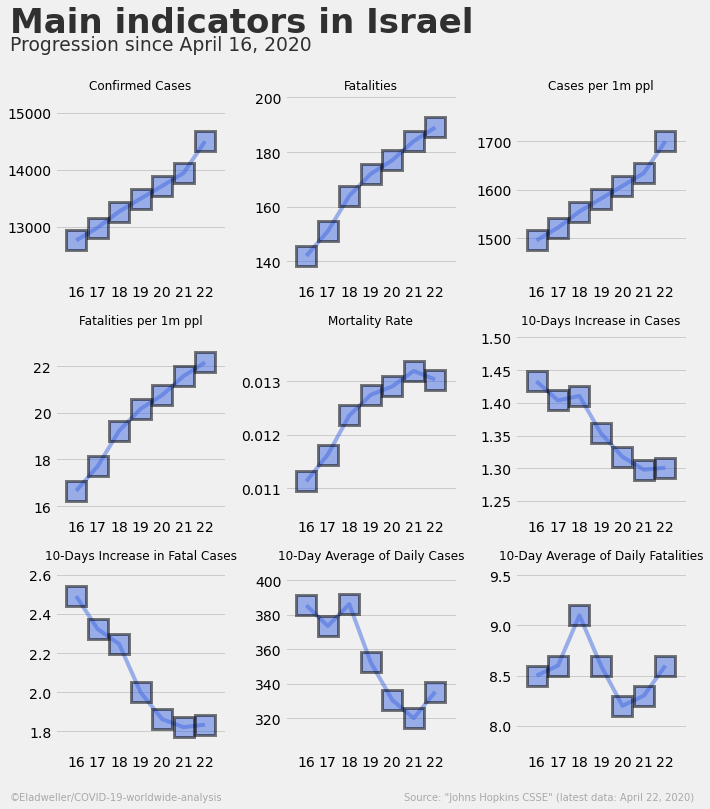 Main indicators in Israel
Progression since April 16, 2020
Confirmed Cases
15000
14000
13000
16 17 18 19 20 21 22
Fatalities
200
180
160
140
16 17 18 19 20 21 22
Cases per 1m ppl
1700
1600
1500
16 17 18 19 20 21 22
Fatalities per 1m ppl
22
20
18
16
16 17 18 19 20 21 22
Mortality Rate
0.013
0.012
0.011
16 17 18 19 20 21 22
10-Days Increase in Cases
1.50
1.45
1.40
1.35
1.30
1.25
16 17 18 19 20 21 22
10-Days Increase in Fatal Cases
2.6
2.4
2.2
2.0
1.8
16 17 18 19 20 21 22
10-Day Average of Daily Cases
400
380
360
340
320
16 17 18 19 20 21 22
10-Day Average of Daily Fatalities
9.5
9.0
8.5
8.0
16 17 18 19 20 21 22
©Eladweller/COVID-19-worldwide-analysis
Source: "Johns Hopkins CSSE" (latest data: April 22, 2020)